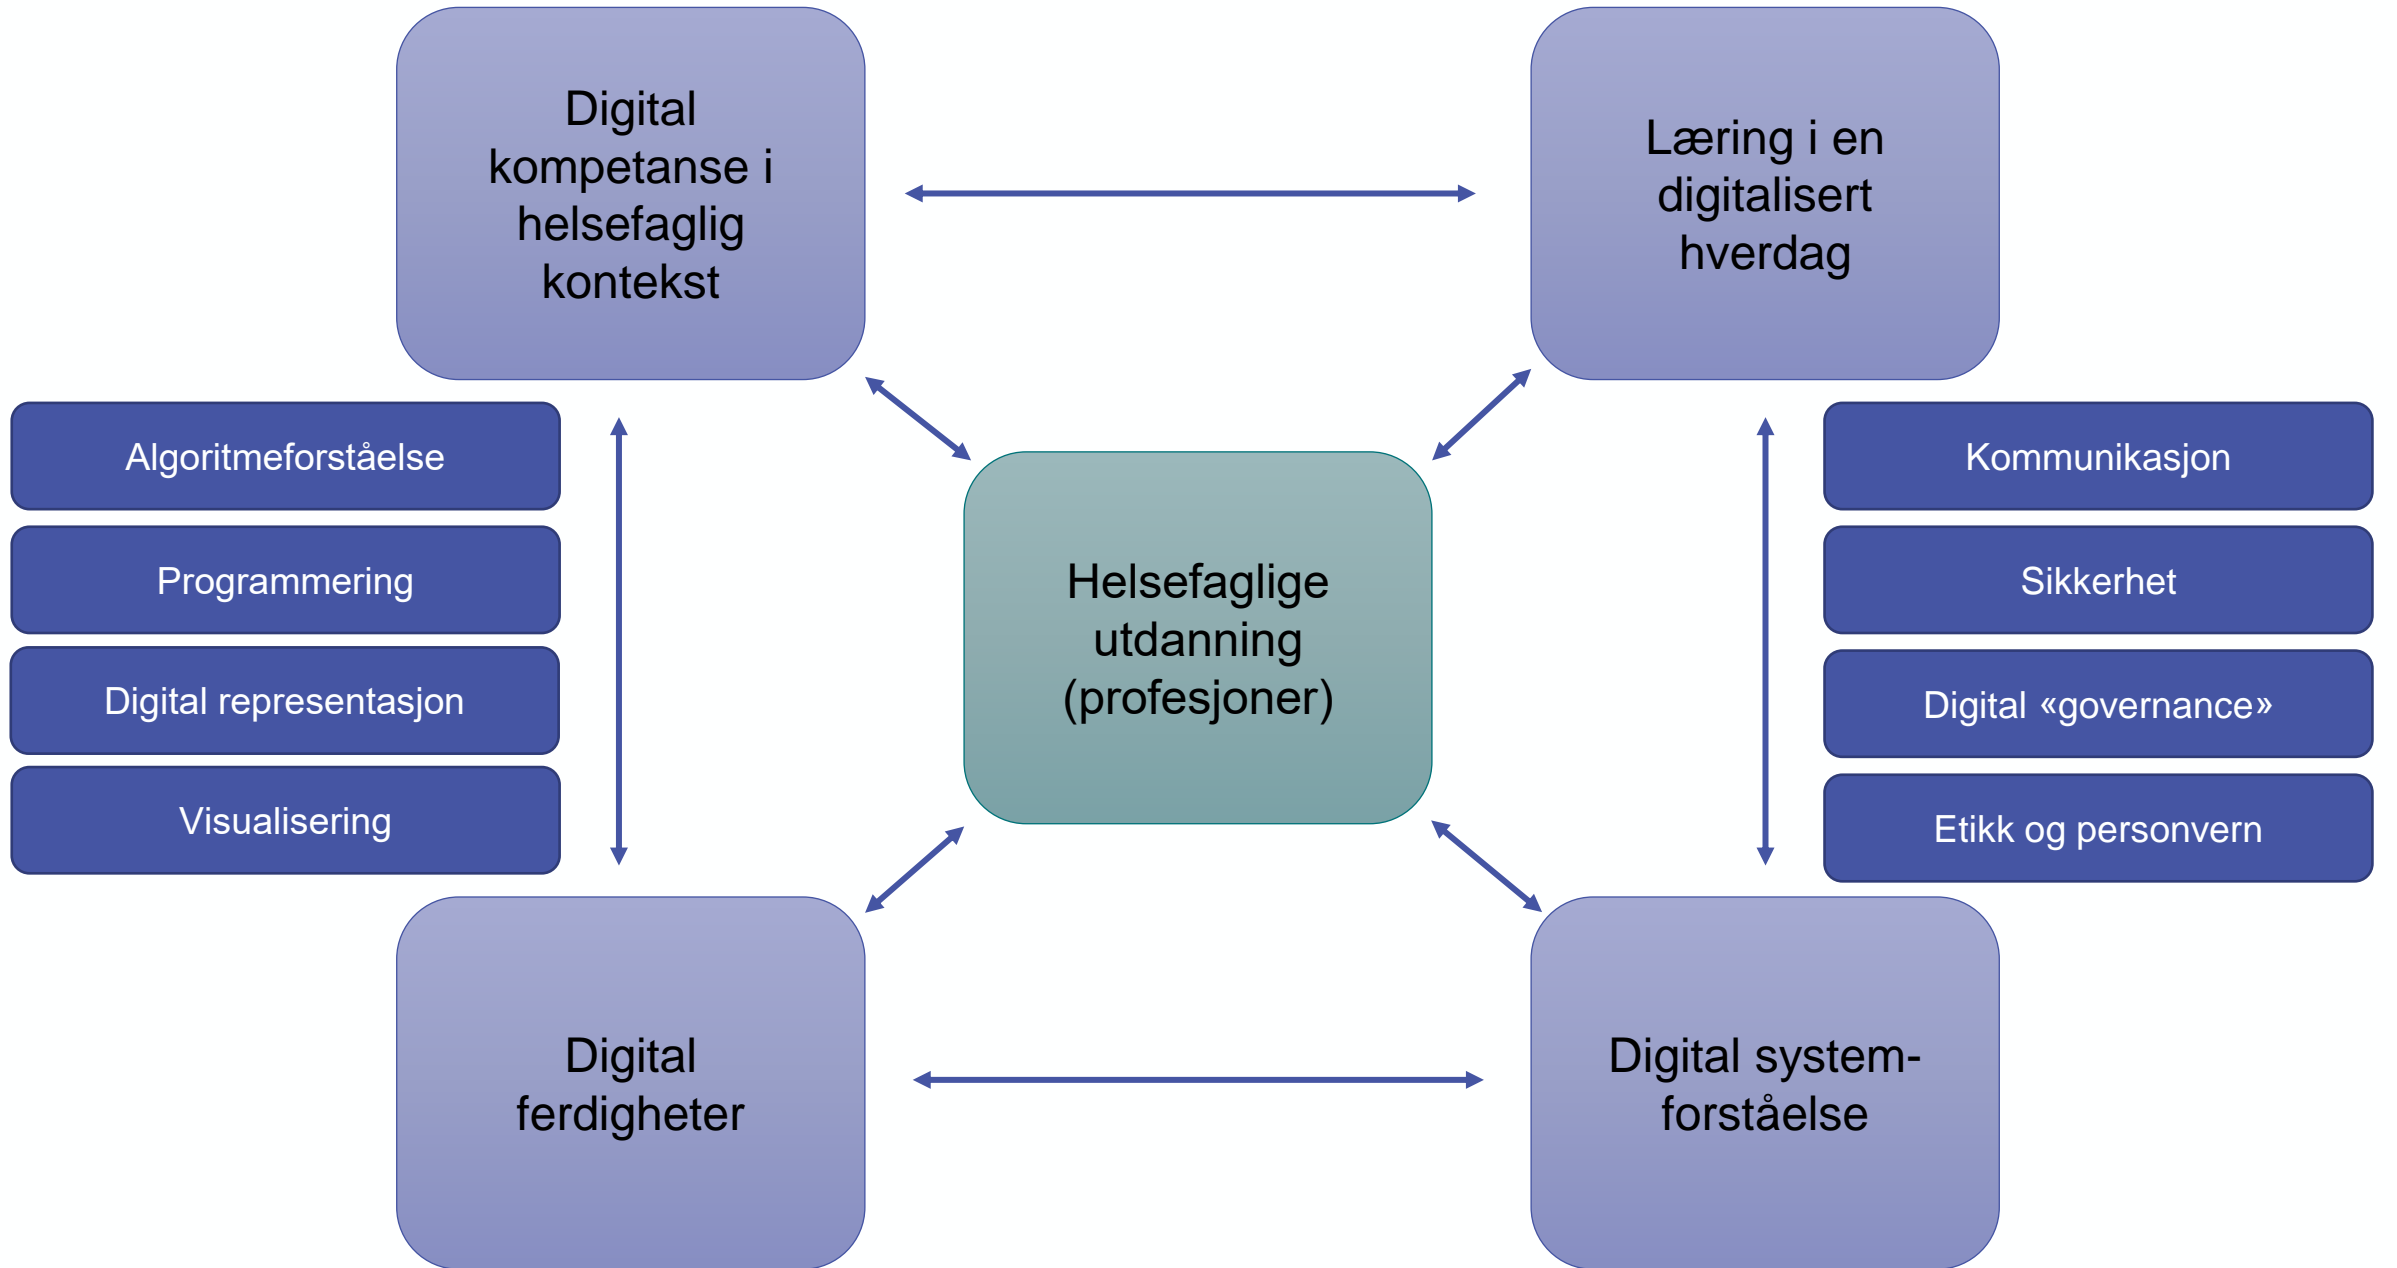 Digital
kompetanse i
helsefaglig
kontekst
Læring i en
digitalisert
hverdag
Algoritmeforståelse
Programmering
Digital representasjon
Visualisering
Helsefaglige
utdanning
(profesjoner)
Kommunikasjon
Sikkerhet
Digital «governance»
Etikk og personvern
Digital
ferdigheter
Digital system-
forståelse